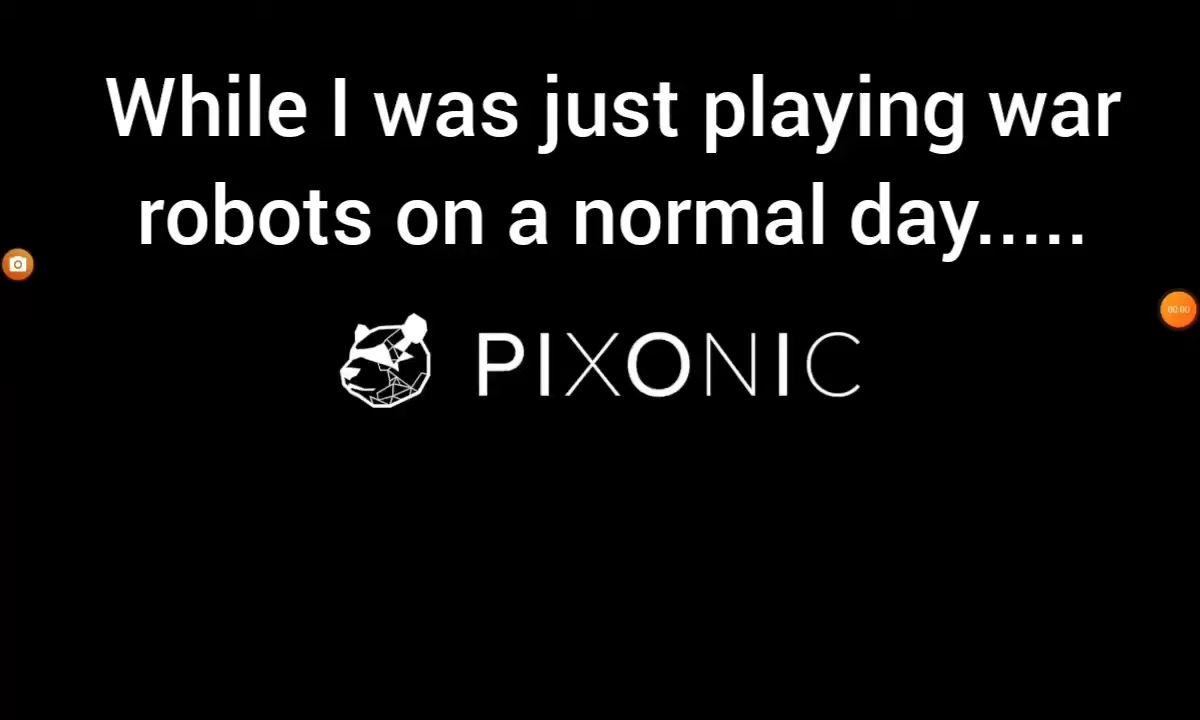 While I was just playing war
robots on a normal day.....
00:00
PIXONIC